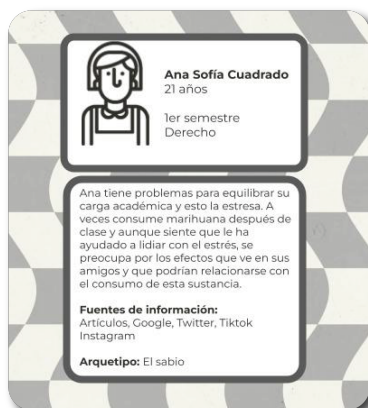 Ana Sofía Cuadrado
21 años
1er semestre
Derecho
Ana tiene problemas para equilibrar su
carga académica y esto la estresa. A
veces consume marihuana después de
clase y aunque siente que le ha
ayudado a lidiar con el estrés, se
preocupa por los efectos que ve en sus
amigos y que podrían relacionarse con
el consumo de esta sustancia.
Fuentes de información:
Artículos, Google, Twitter, Tiktok
Instagram
Arquetipo: El sabio